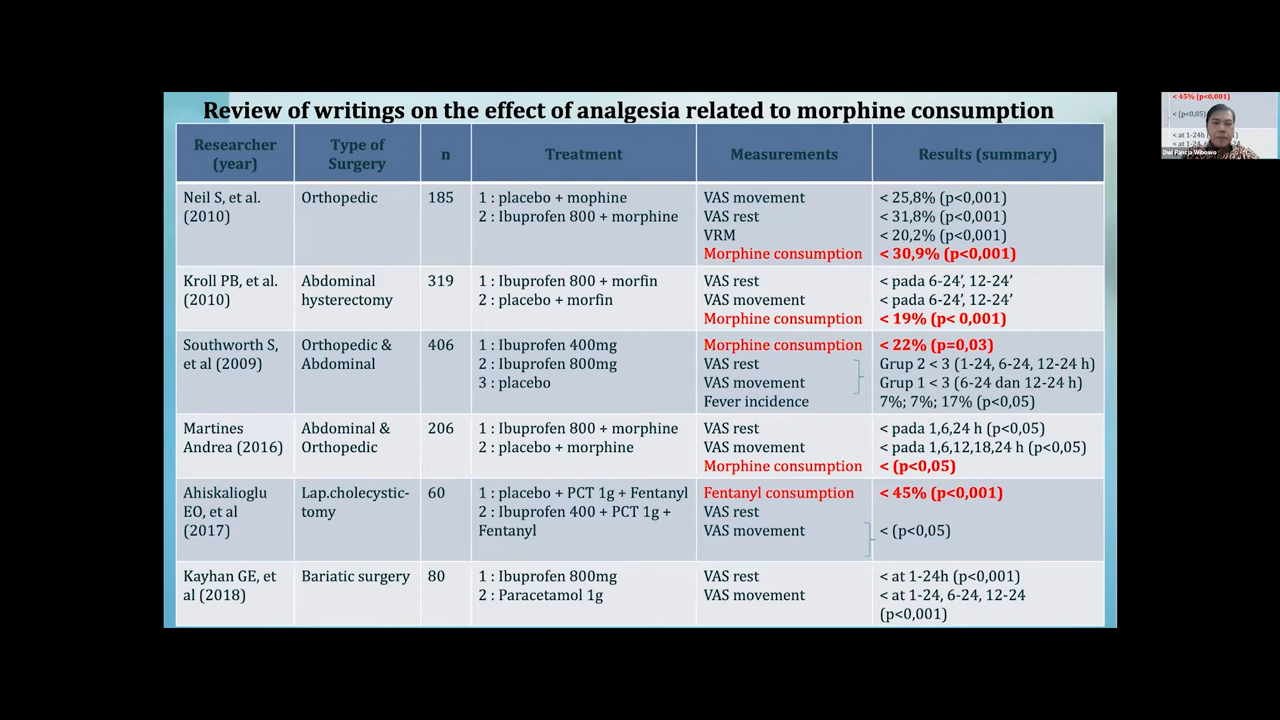 Review of writings on the effect of analgesia related to morphine consumption
Researcher (year)
Type of Surgery
n
Treatment
Measurements
Results (summary)
Neil S, et al. (2010)
Orthopedic
185
1 : placebo + mophine
2 : Ibuprofen 800 + morphine
VAS movement
VAS rest
VRM
Morphine consumption
< 25,8% (p<0,001)
< 31,8% (p<0,001)
< 20,2% (p<0,001)
< 30,9% (p<0,001)
Kroll PB, et al. (2010)
Abdominal hysterectomy
319
1 : Ibuprofen 800 + morfin
2 : placebo + morfin
VAS rest
VAS movement
Morphine consumption
< pada 6-24’, 12-24’
< pada 6-24’, 12-24’
< 19% (p< 0,001)
Southworth S, et al (2009)
Orthopedic & Abdominal
406
1 : Ibuprofen 400mg
2 : Ibuprofen 800mg
3 : placebo
Morphine consumption
VAS rest
VAS movement
Fever incidence
< 22% (p=0,03)
Grup 2 < 3 (1-24, 6-24, 12-24 h)
Grup 1 < 3 (6-24 dan 12-24 h)
7%; 7%; 17% (p<0,05)
Martines Andrea (2016)
Abdominal & Orthopedic
206
1 : Ibuprofen 800 + morphine
2 : placebo + morphine
VAS rest
VAS movement
Morphine consumption
< pada 1,6,24 h (p<0,05)
< pada 1,6,12,18,24 h (p<0,05)
< (p<0,05)
Ahiskalioglu EO, et al (2017)
Lap.cholecystic-tomy
60
1 : placebo + PCT 1g + Fentanyl
2 : Ibuprofen 400 + PCT 1g + Fentanyl
Fentanyl consumption
VAS rest
VAS movement
< 45% (p<0,001)
< (p<0,05)
Kayhan GE, et al (2018)
Bariatic surgery
80
1 : Ibuprofen 800mg
2 : Paracetamol 1g
VAS rest
VAS movement
< at 1-24h (p<0,001)
< at 1-24, 6-24, 12-24 (p<0,001)
< 45% (p<0,001)
< (p<0,05)
Dwi Pantja Wibowo